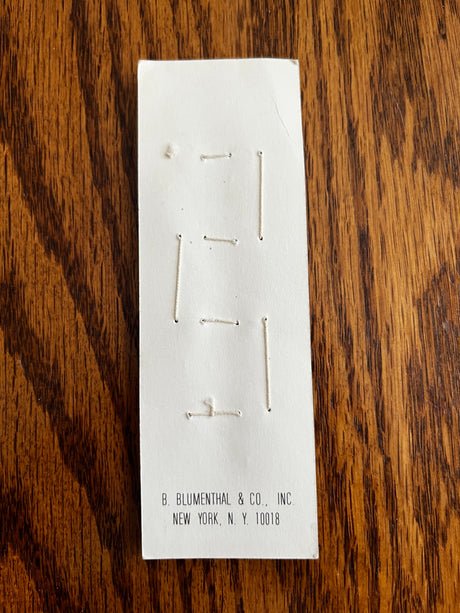 B. BLUMENTHAL & CO., INC.
NEW YORK, N. Y. 10018